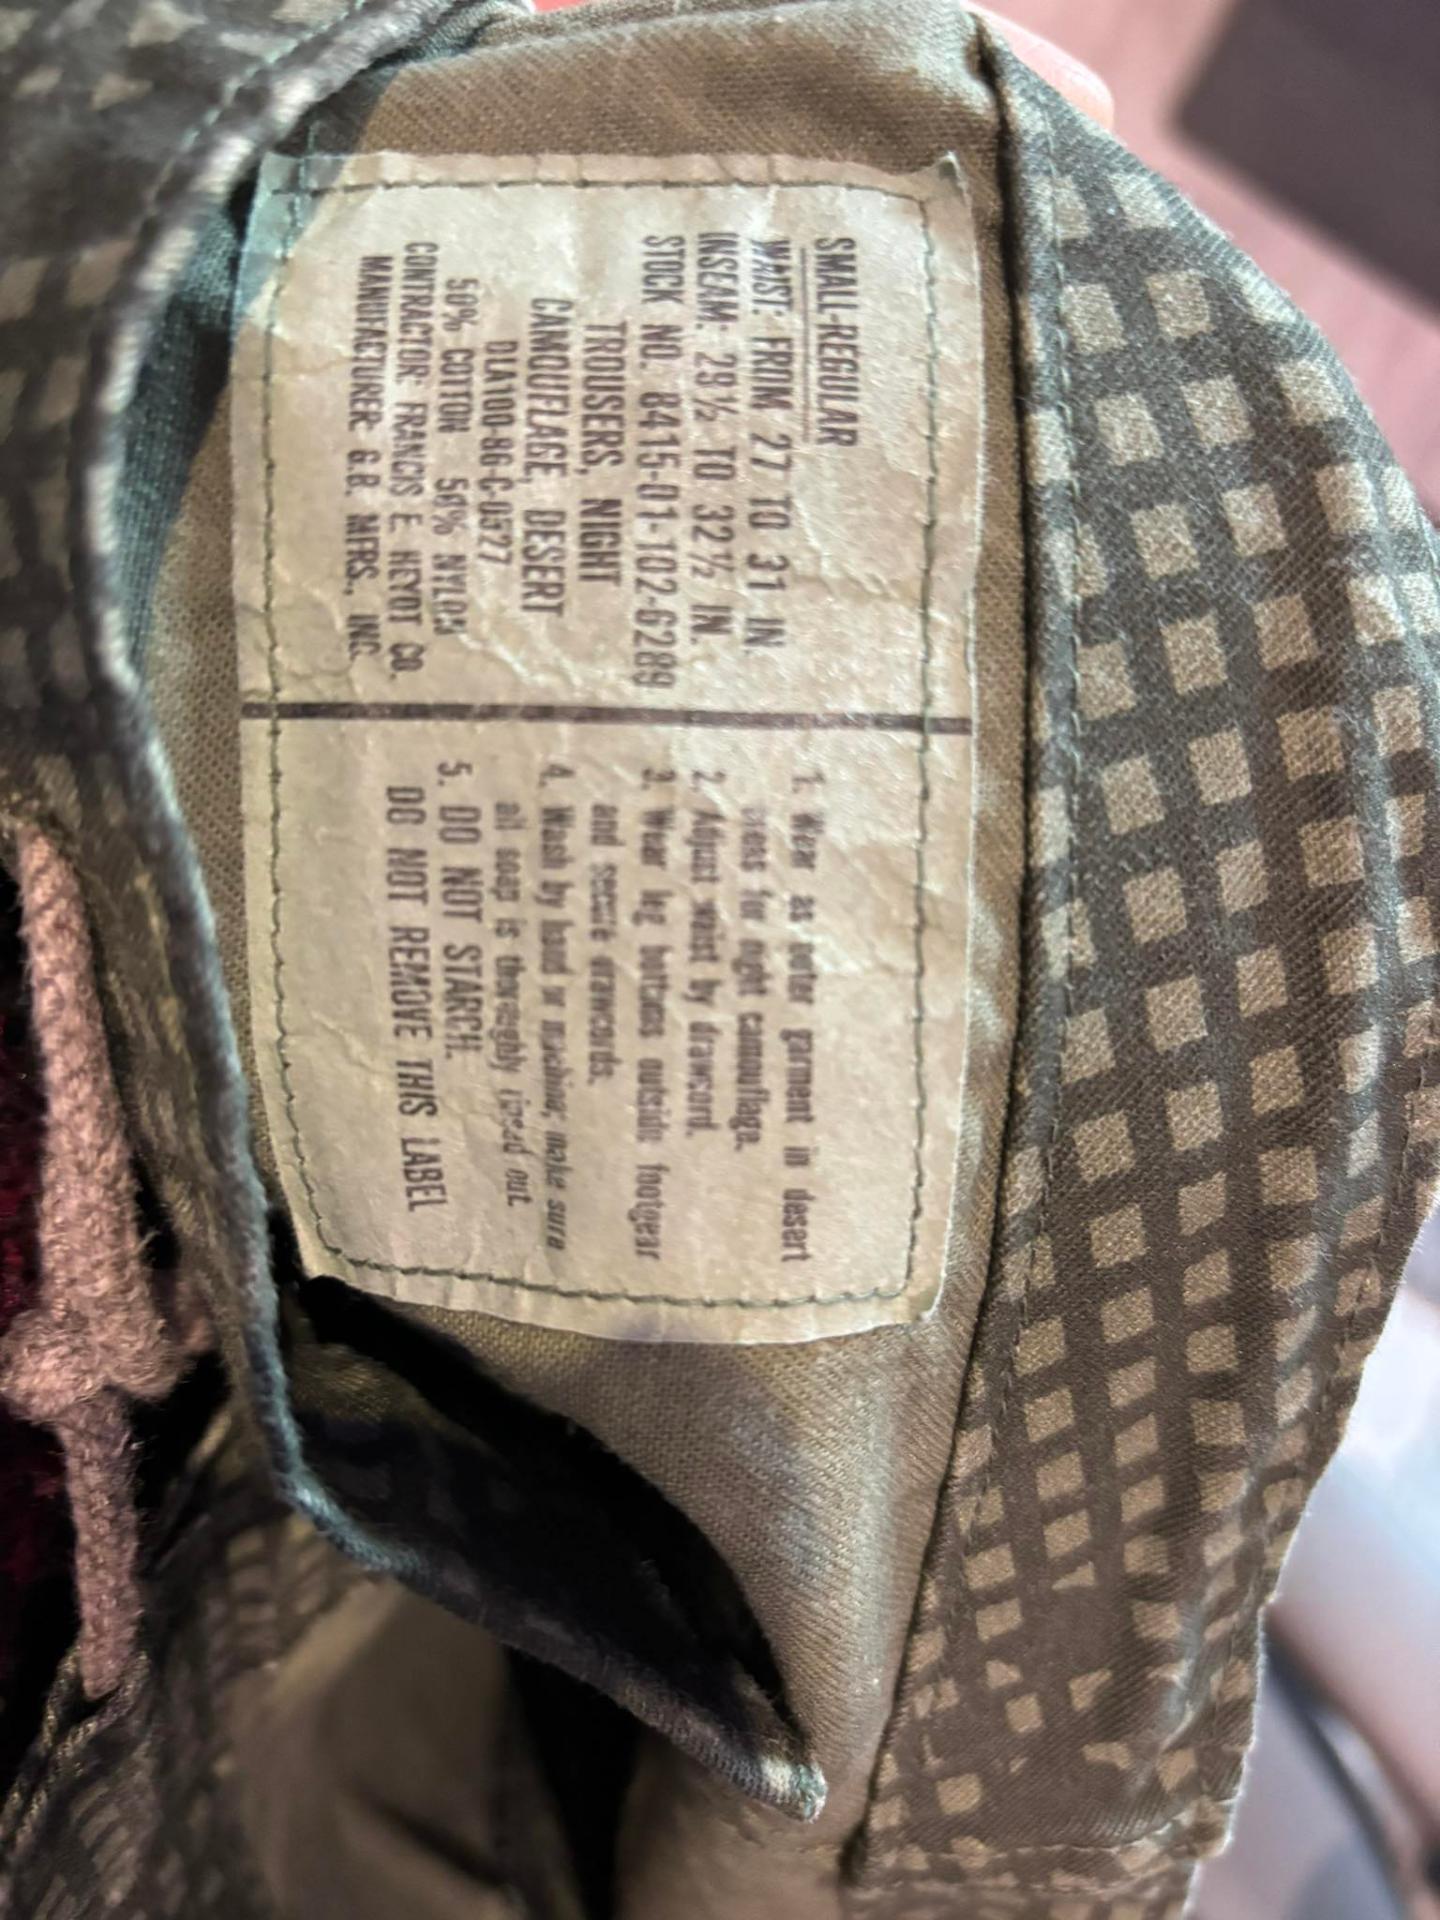 SMALL-REGULAR
WAIST: FROM 27 TO 31 IN.
INSEAM: 29½ TO 32½ IN.
STOCK NO. 8415-01-102-6289
TROUSERS, NIGHT
CAMOUFLAGE, DESERT
DLA100-86-C-0377
50% COTTON 50% NYLON
CONTRACTOR: FRANCIS E. HEYOT CO.
MANUFACTURER G.B. MFRS., INC.
1. Wear as outer garment in desert
areas for night camouflage.
2. Adjust waist by drawcord.
3. Wear leg bottoms outside footgear
and secure drawcords.
4. Wash by hand or machine, make sure
all soap is thoroughly rinsed out.
5. DO NOT STARCH.
DO NOT REMOVE THIS LABEL